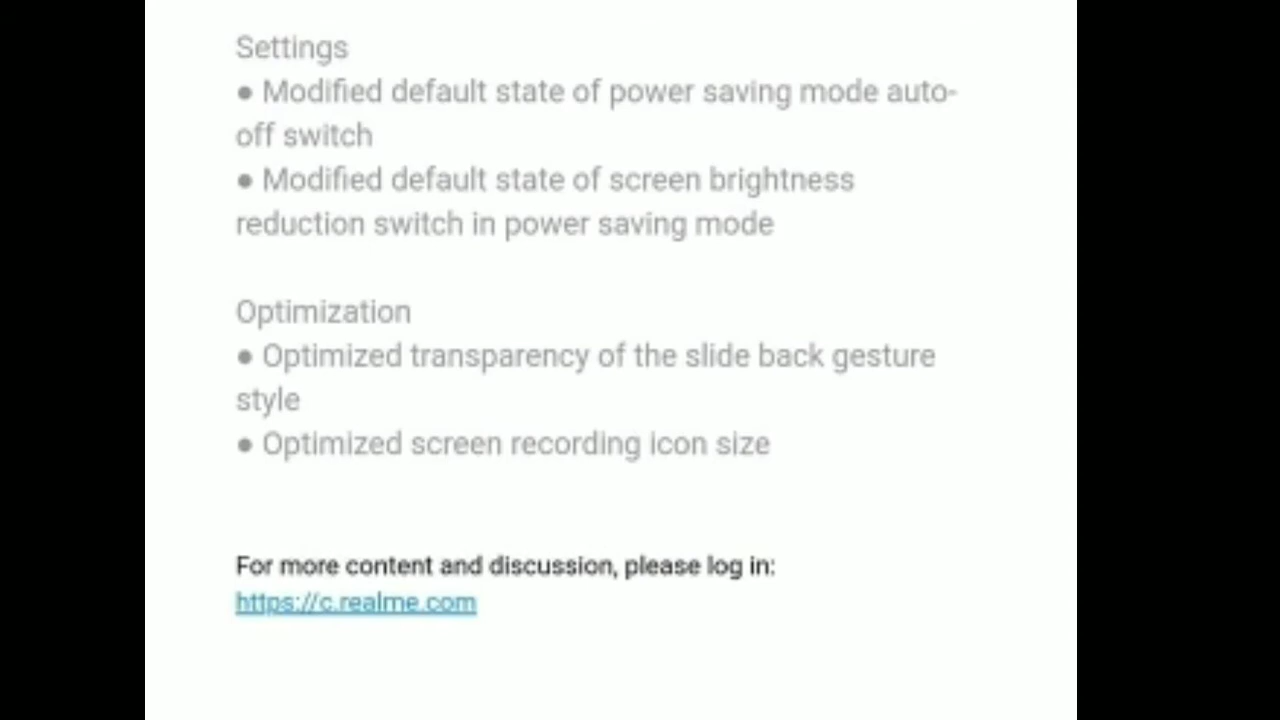 Settings
● Modified default state of power saving mode auto-
off switch
● Modified default state of screen brightness
reduction switch in power saving mode
Optimization
● Optimized transparency of the slide back gesture
style
● Optimized screen recording icon size
For more content and discussion, please log in:
https://c.realme.com